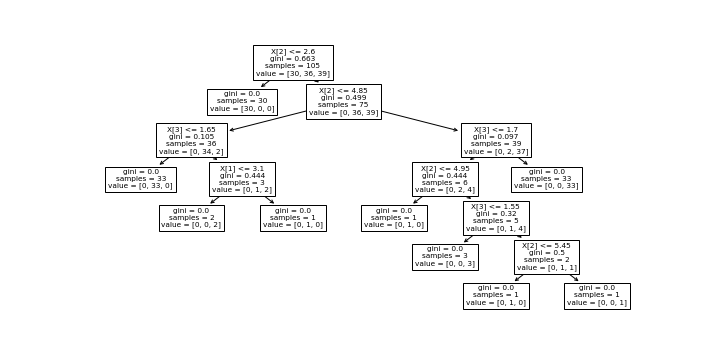 X[2] <= 2.6
gini = 0.663
samples = 105
value = [30, 36, 39]
gini = 0.0
samples = 30
value = [30, 0, 0]
X[2] <= 4.85
gini = 0.499
samples = 75
value = [0, 36, 39]
X[3] <= 1.65
gini = 0.105
samples = 36
value = [0, 34, 2]
X[3] <= 1.7
gini = 0.097
samples = 39
value = [0, 2, 37]
gini = 0.0
samples = 33
value = [0, 33, 0]
X[1] <= 3.1
gini = 0.444
samples = 3
value = [0, 1, 2]
X[2] <= 4.95
gini = 0.444
samples = 6
value = [0, 2, 4]
gini = 0.0
samples = 33
value = [0, 0, 33]
gini = 0.0
samples = 2
value = [0, 0, 2]
gini = 0.0
samples = 1
value = [0, 1, 0]
gini = 0.0
samples = 1
value = [0, 1, 0]
X[3] <= 1.55
gini = 0.32
samples = 5
value = [0, 1, 4]
gini = 0.0
samples = 3
value = [0, 0, 3]
X[2] <= 5.45
gini = 0.5
samples = 2
value = [0, 1, 1]
gini = 0.0
samples = 1
value = [0, 1, 0]
gini = 0.0
samples = 1
value = [0, 0, 1]